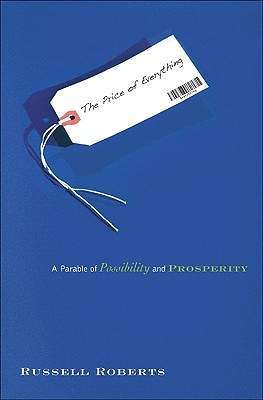 The Price of Everything
A Parable of Possibility and PROSPERITY
RUSSELL ROBERTS